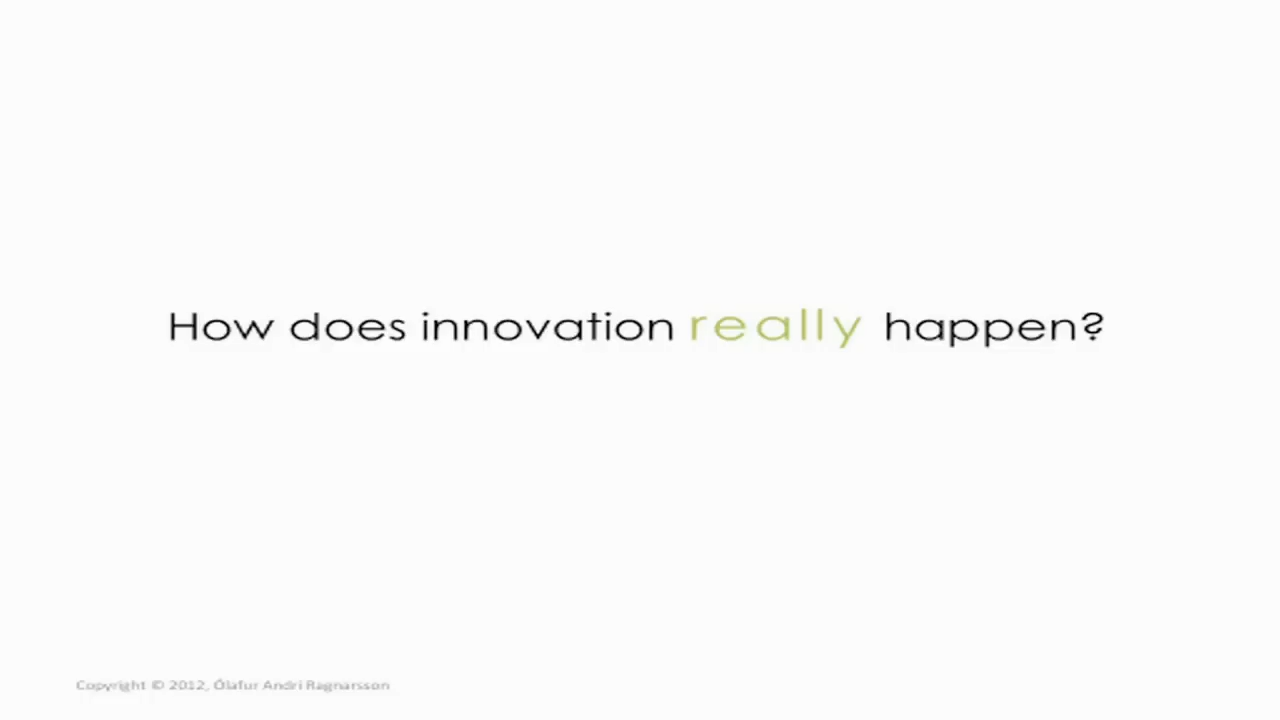 How does innovation really happen?
Copyright © 2012, Ólafur Andri Ragnarsson